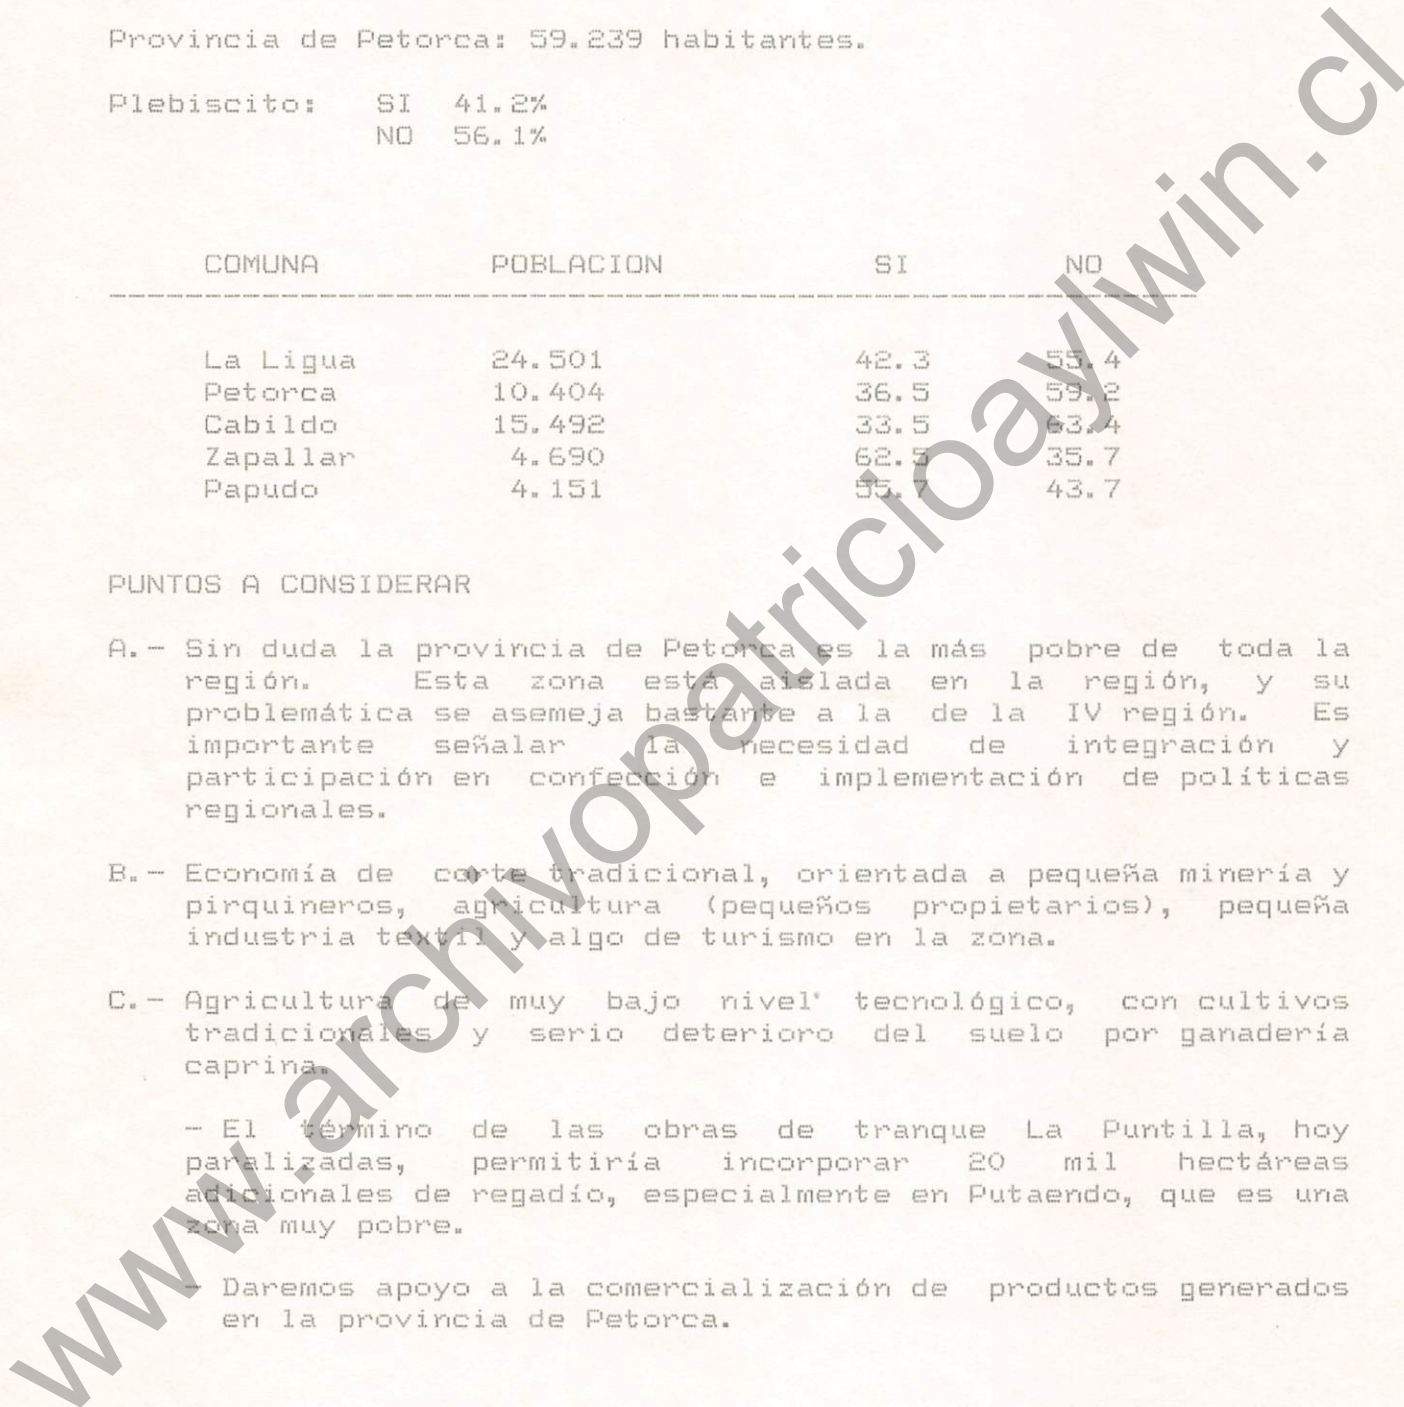 Provincia de Petorca: 59.239 habitantes.
Plebiscito: SI 41.2%
NO 56.1%
COMUNA POBLACION SI NO
La Ligua 24.501 42.3 55.4
Petorca 10.404 36.5 59.2
Cabildo 15.492 33.5 63.4
Zapallar 4.690 62.5 35.7
Papudo 4.151 55.7 43.7
PUNTOS A CONSIDERAR
A.- Sin duda la provincia de Petorca es la más pobre de toda la
región. Esta zona está aislada en la región, y su
problemática se asemeja bastante a la de la IV región. Es
importante señalar la necesidad de integración y
participación en confección e implementación de políticas
regionales.
B.- Economía de corte tradicional, orientada a pequeña minería y
pirquineros, agricultura (pequeños propietarios), pequeña
industria textil y algo de turismo en la zona.
C.- Agricultura de muy bajo nivel tecnológico, con cultivos
tradicionales y serio deterioro del suelo por ganadería
caprina.
- El término de las obras de tranque La Puntilla, hoy
paralizadas, permitiría incorporar 20 mil hectáreas
adicionales de regadío, especialmente en Putaendo, que es una
zona muy pobre.
- Daremos apoyo a la comercialización de productos generados
en la provincia de Petorca.
www.archivopatricioaylwin.cl